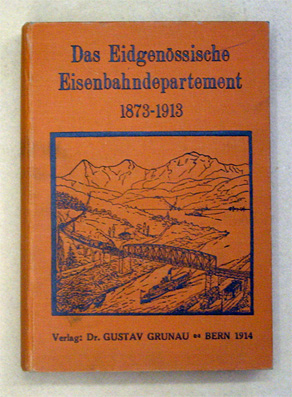 Das Eidgenössische
Eisenbahndepartement
1873-1913
Verlag: Dr. GUSTAV GRUNAU ** BERN 1914